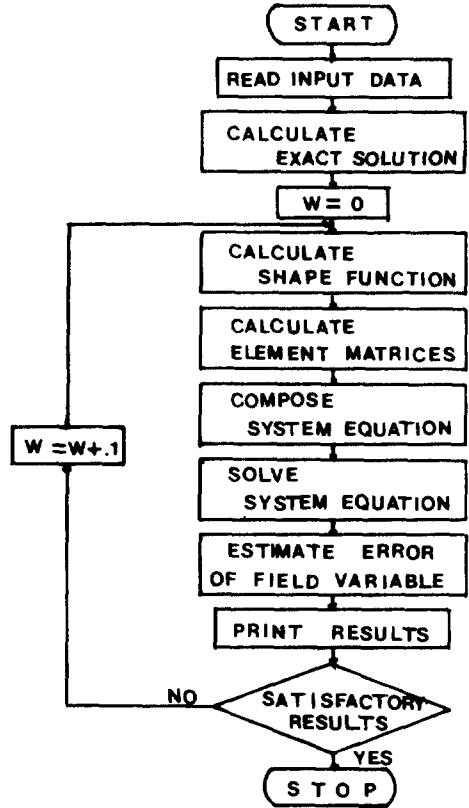 START
READ INPUT DATA
CALCULATE
EXACT SOLUTION
W = 0
CALCULATE
SHAPE FUNCTION
CALCULATE
ELEMENT MATRICES
COMPOSE
SYSTEM EQUATION
W = W + .1
SOLVE
SYSTEM EQUATION
ESTIMATE ERROR
OF FIELD VARIABLE
PRINT RESULTS
NO
SATISFACTORY
RESULTS
YES
STOP